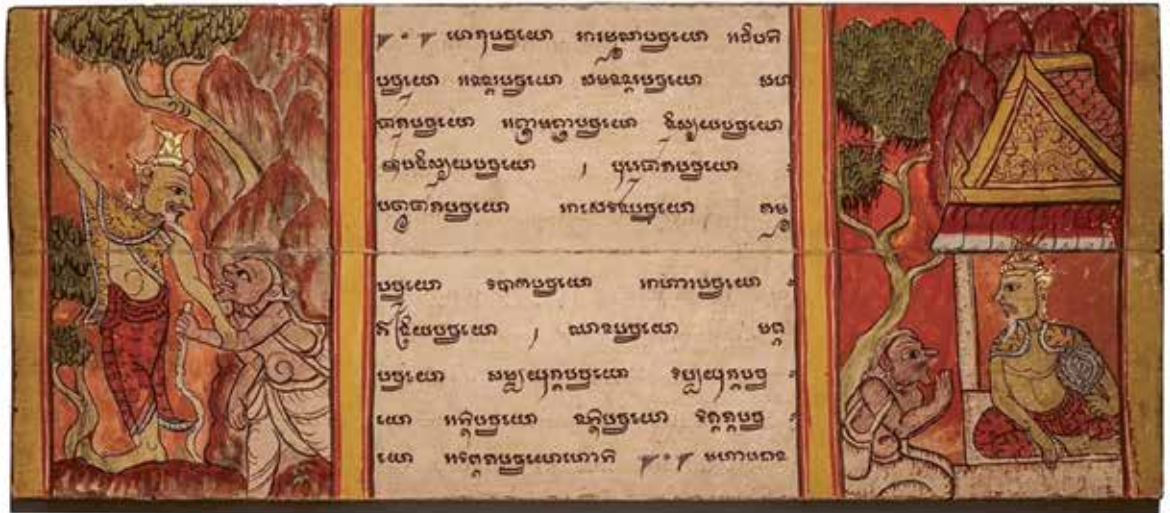 ហេតុបច្ចយោ អារម្មណបច្ចយោ អធិបតិ
បច្ចយោ អនន្តរបច្ចយោ សមនន្តរបច្ចយោ សហ
ជាតបច្ចយោ អញ្ញមញ្ញបច្ចយោ និស្សយបច្ចយោ
ឧបនិស្សយបច្ចយោ , បុរេជាតបច្ចយោ
បច្ឆាជាតបច្ចយោ អាសេវនបច្ចយោ កម្ម
បច្ចយោ វិបាកបច្ចយោ អាហារបច្ចយោ
ឥន្ទ្រិយបច្ចយោ , ឈានបច្ចយោ មគ្គ
បច្ចយោ សម្បយុត្តបច្ចយោ វិប្បយុត្តបច្ច
យោ អត្ថិបច្ចយោ នត្ថិបច្ចយោ វិគតបច្ច
យោ អវិគតបច្ចយោហោតិ